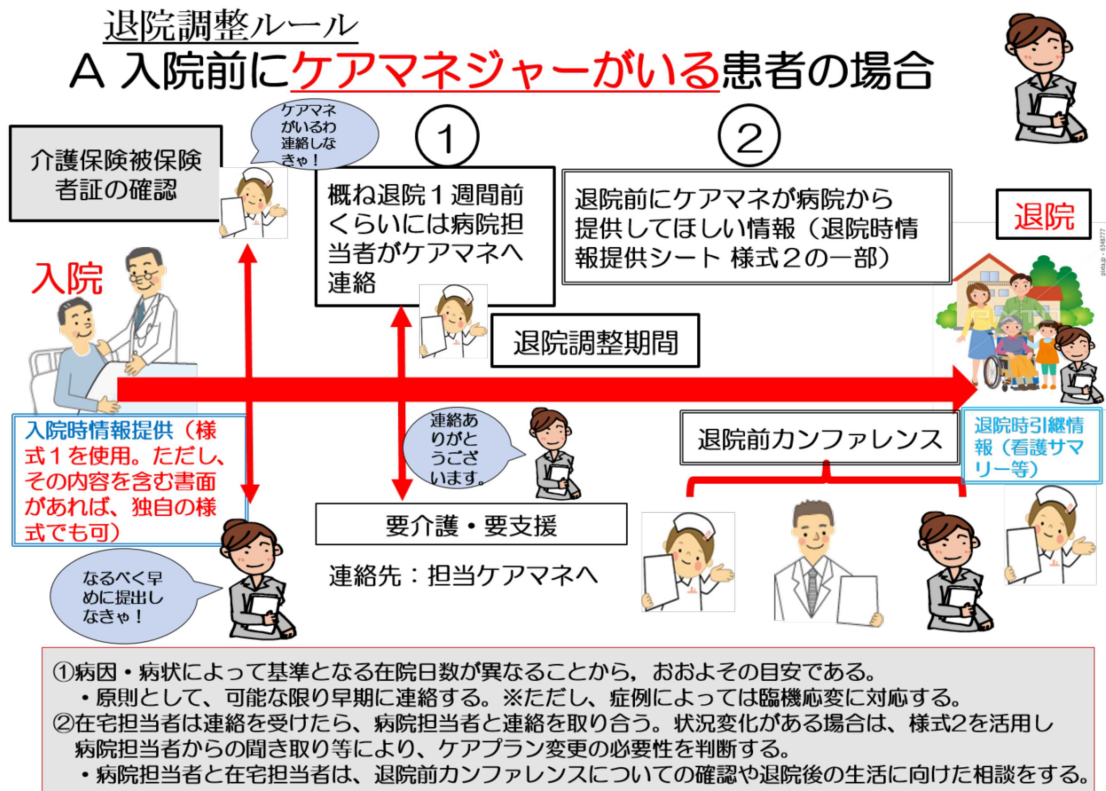 退院調整ルール
A 入院前にケアマネジャーがいる患者の場合
介護保険被保険
者証の確認
ケアマネ
がいるわ
連絡しな
きゃ！
①
概ね退院１週間前
くらいには病院担
当者がケアマネへ
連絡
②
退院前にケアマネが病院から
提供してほしい情報（退院時情
報提供シート 様式２の一部）
退院
入院
退院調整期間
入院時情報提供（様
式１を使用。ただし、
その内容を含む書面
があれば、独自の様
式でも可）
連絡あ
りがと
うござ
います。
退院前カンファレンス
退院時引継情
報（看護サマ
リー等）
要介護・要支援
連絡先：担当ケアマネへ
なるべく早
めに提出し
なきゃ！
①病因・病状によって基準となる在院日数が異なることから，おおよその目安である。
・原則として、可能な限り早期に連絡する。※ただし、症例によっては臨機応変に対応する。
②在宅担当者は連絡を受けたら、病院担当者と連絡を取り合う。状況変化がある場合は、様式2を活用し
病院担当者からの聞き取り等により、ケアプラン変更の必要性を判断する。
・病院担当者と在宅担当者は、退院前カンファレンスについての確認や退院後の生活に向けた相談をする。